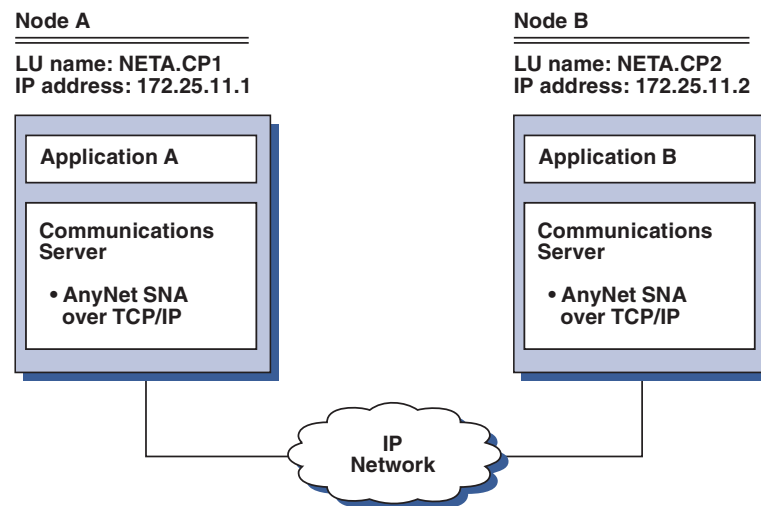 Node A
LU name: NETA.CP1
IP address: 172.25.11.1
Application A
Communications
Server
• AnyNet SNA
over TCP/IP
Node B
LU name: NETA.CP2
IP address: 172.25.11.2
Application B
Communications
Server
• AnyNet SNA
over TCP/IP
IP
Network